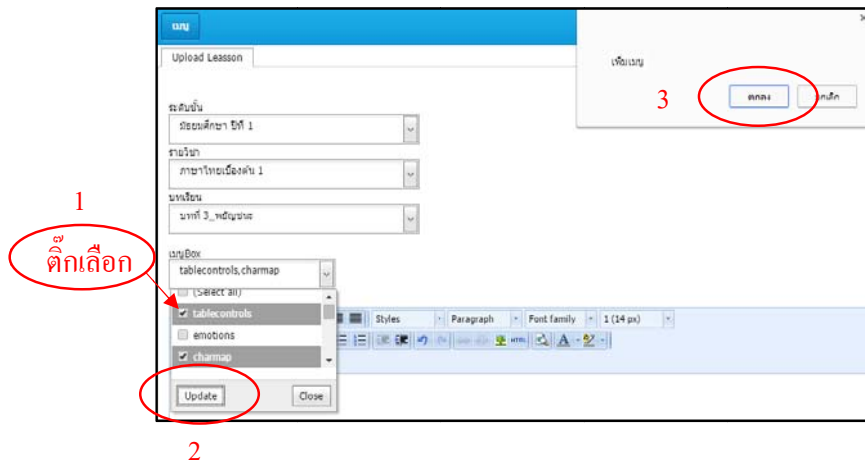 เมนู
Upload Leasson
เพิ่มเมนู
3
ตกลง
ยกเลิก
ระดับชั้น
มัธยมศึกษา ปีที่ 1
รายวิชา
ภาษาไทยเบื้องต้น 1
บทเรียน
บทที่ 3_พยัญชนะ
1
ติ๊กเลือก
เมนูBox
tablecontrols,charmap
(Select all)
tablecontrols
Styles
Paragraph
Font family
1 (14 px)
emotions
HTML
charmap
Update
Close
2